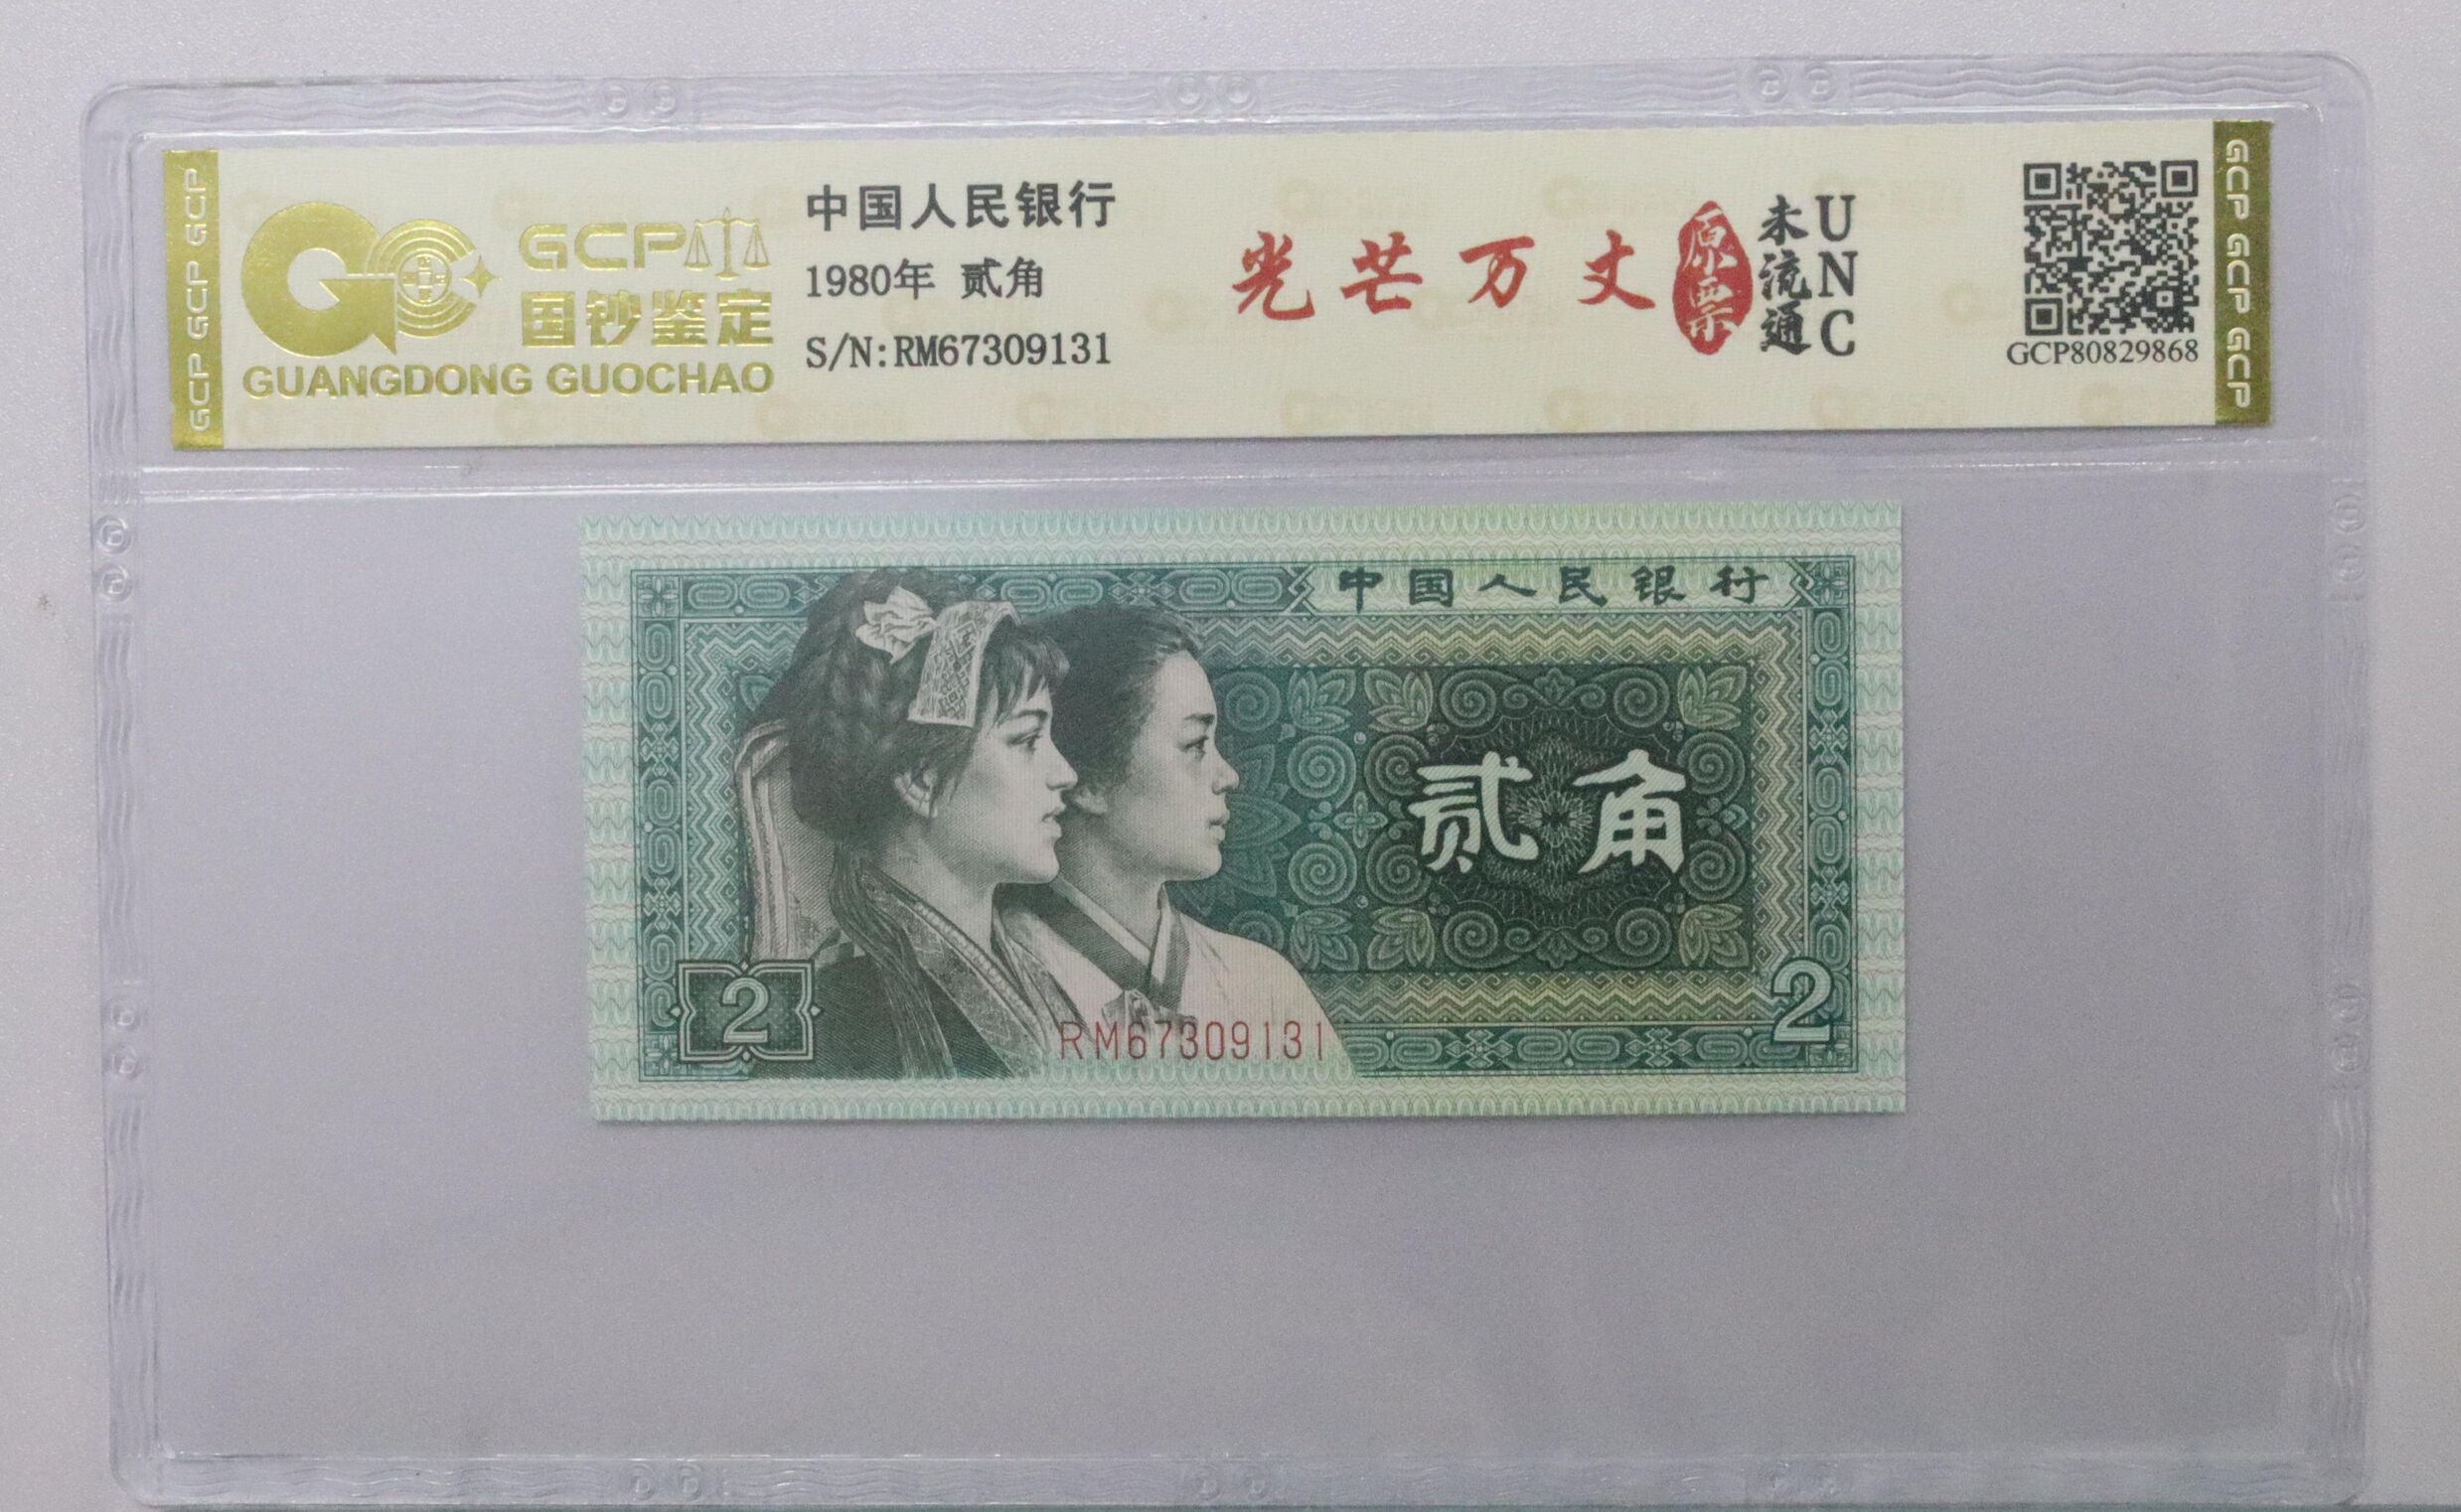 GCP GCP GCP
GCP
国钞鉴定
GUANGDONG GUOCHAO
中国人民银行
1980年 贰角
S/N:RM67309131
光芒万丈
原票
未流通
UNC
GCP80829868
GCP GCP GCP
中国人民银行
贰角
2
RM67309131
2